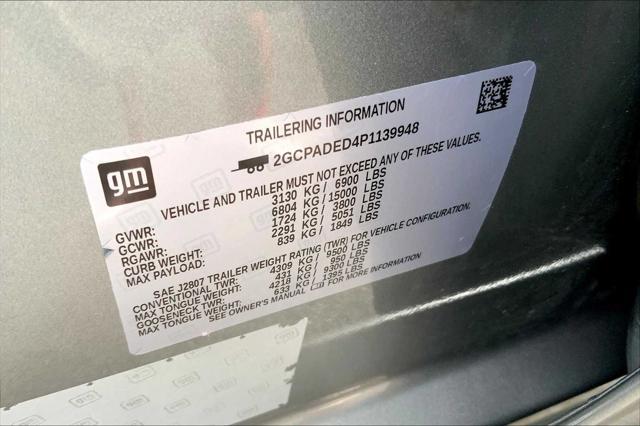 TRAILERING INFORMATION
2GCPADED4P1139948
gm
VEHICLE AND TRAILER MUST NOT EXCEED ANY OF THESE VALUES.
GVWR: 3130 KG / 6900 LBS
GCWR: 6804 KG / 15000 LBS
RGAWR: 1724 KG / 3800 LBS
CURB WEIGHT: 2291 KG / 5051 LBS
MAX PAYLOAD: 839 KG / 1849 LBS
SAE J2807 TRAILER WEIGHT RATING (TWR) FOR VEHICLE CONFIGURATION.
CONVENTIONAL TWR: 4309 KG / 9500 LBS
MAX TONGUE WEIGHT: 431 KG / 950 LBS
GOOSENECK TWR: 4218 KG / 9300 LBS
MAX TONGUE WEIGHT: 633 KG / 1395 LBS
SEE OWNER'S MANUAL FOR MORE INFORMATION